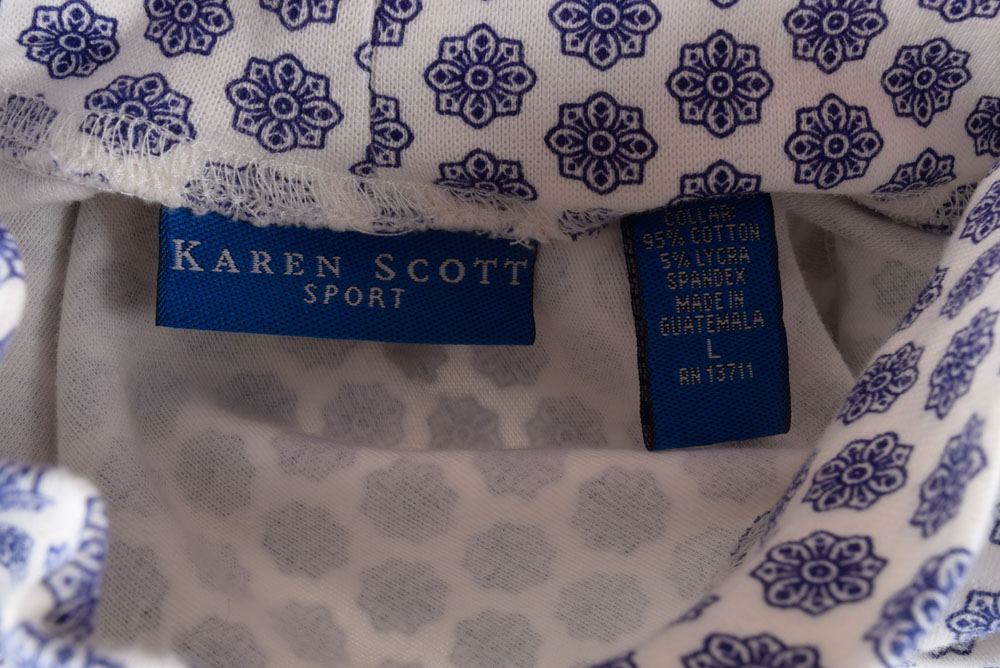 KAREN SCOTT
SPORT
COLLAR:
95% COTTON
5% LYCRA
SPANDEX
MADE IN
GUATEMALA
L
RN 13711